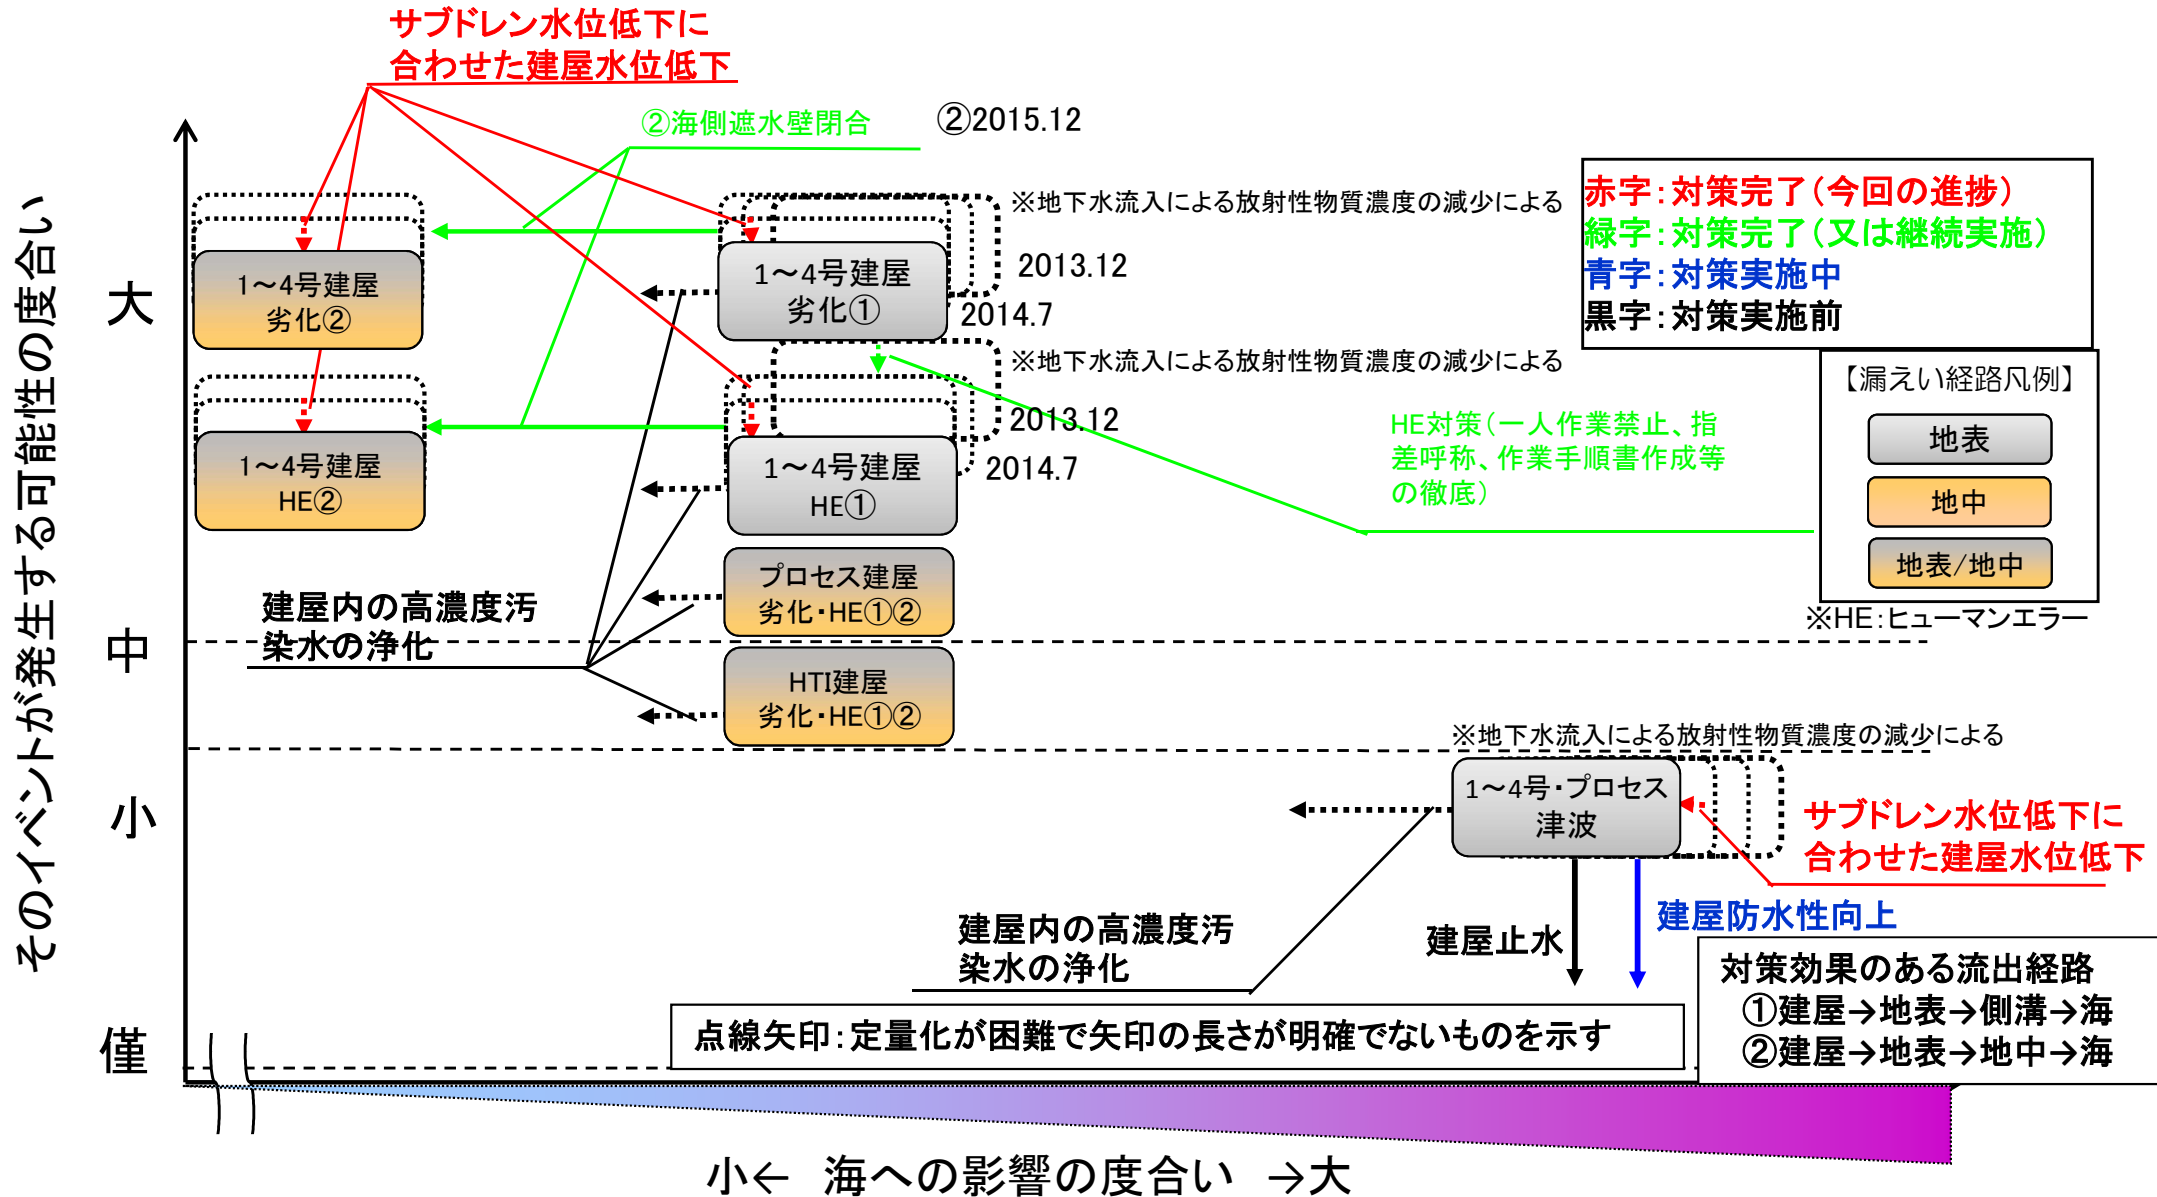 サブドレン水位低下に
合わせた建屋水位低下
②海側遮水壁閉合
②2015.12
そのイベントが発生する可能性の度合い
大
中
小
僅
1～4号建屋
劣化②
1～4号建屋
HE②
1～4号建屋
劣化①
※地下水流入による放射性物質濃度の減少による
2013.12
2014.7
※地下水流入による放射性物質濃度の減少による
2013.12
2014.7
1～4号建屋
HE①
プロセス建屋
劣化・HE①②
HTI建屋
劣化・HE①②
建屋内の高濃度汚
染水の浄化
赤字：対策完了（今回の進捗）
緑字：対策完了（又は継続実施）
青字：対策実施中
黒字：対策実施前
【漏えい経路凡例】
地表
地中
地表/地中
※HE：ヒューマンエラー
HE対策（一人作業禁止、指
差呼称、作業手順書作成等
の徹底）
※地下水流入による放射性物質濃度の減少による
1～4号・プロセス
津波
サブドレン水位低下に
合わせた建屋水位低下
建屋内の高濃度汚
染水の浄化
建屋止水
建屋防水性向上
対策効果のある流出経路
①建屋→地表→側溝→海
②建屋→地表→地中→海
点線矢印：定量化が困難で矢印の長さが明確でないものを示す
小← 海への影響の度合い →大